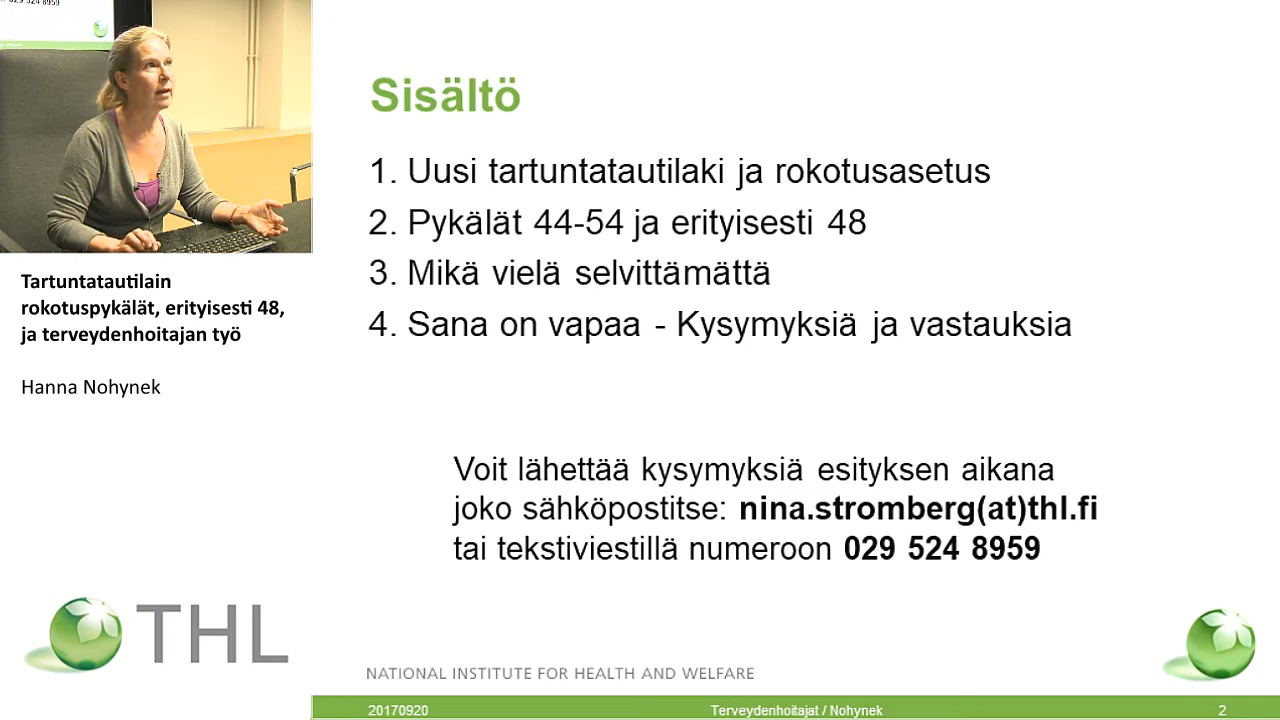 029 524 8959
Tartuntatautilain
rokotuspykälät, erityisesti 48,
ja terveydenhoitajan työ
Hanna Nohynek
THL
Sisältö
1. Uusi tartuntatautilaki ja rokotusasetus
2. Pykälät 44-54 ja erityisesti 48
3. Mikä vielä selvittämättä
4. Sana on vapaa - Kysymyksiä ja vastauksia
Voit lähettää kysymyksiä esityksen aikana
joko sähköpostitse: nina.stromberg(at)thl.fi
tai tekstiviestillä numeroon 029 524 8959
NATIONAL INSTITUTE FOR HEALTH AND WELFARE
20170920 Terveydenhoitajat / Nohynek 2